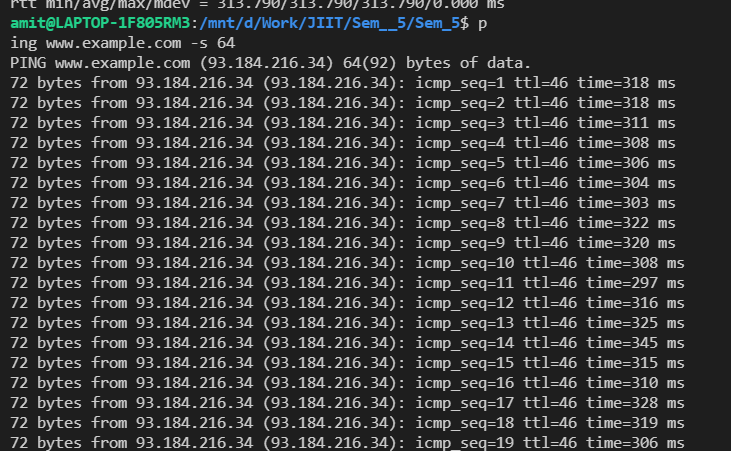 rtt min/avg/max/mdev = 313.790/313.790/313.790/0.000 ms
amit@LAPTOP-1F805RM3:/mnt/d/Work/JIIT/Sem__5/Sem_5$ p
ing www.example.com -s 64
PING www.example.com (93.184.216.34) 64(92) bytes of data.
72 bytes from 93.184.216.34 (93.184.216.34): icmp_seq=1 ttl=46 time=318 ms
72 bytes from 93.184.216.34 (93.184.216.34): icmp_seq=2 ttl=46 time=318 ms
72 bytes from 93.184.216.34 (93.184.216.34): icmp_seq=3 ttl=46 time=311 ms
72 bytes from 93.184.216.34 (93.184.216.34): icmp_seq=4 ttl=46 time=308 ms
72 bytes from 93.184.216.34 (93.184.216.34): icmp_seq=5 ttl=46 time=306 ms
72 bytes from 93.184.216.34 (93.184.216.34): icmp_seq=6 ttl=46 time=304 ms
72 bytes from 93.184.216.34 (93.184.216.34): icmp_seq=7 ttl=46 time=303 ms
72 bytes from 93.184.216.34 (93.184.216.34): icmp_seq=8 ttl=46 time=322 ms
72 bytes from 93.184.216.34 (93.184.216.34): icmp_seq=9 ttl=46 time=320 ms
72 bytes from 93.184.216.34 (93.184.216.34): icmp_seq=10 ttl=46 time=308 ms
72 bytes from 93.184.216.34 (93.184.216.34): icmp_seq=11 ttl=46 time=297 ms
72 bytes from 93.184.216.34 (93.184.216.34): icmp_seq=12 ttl=46 time=316 ms
72 bytes from 93.184.216.34 (93.184.216.34): icmp_seq=13 ttl=46 time=325 ms
72 bytes from 93.184.216.34 (93.184.216.34): icmp_seq=14 ttl=46 time=345 ms
72 bytes from 93.184.216.34 (93.184.216.34): icmp_seq=15 ttl=46 time=315 ms
72 bytes from 93.184.216.34 (93.184.216.34): icmp_seq=16 ttl=46 time=310 ms
72 bytes from 93.184.216.34 (93.184.216.34): icmp_seq=17 ttl=46 time=328 ms
72 bytes from 93.184.216.34 (93.184.216.34): icmp_seq=18 ttl=46 time=319 ms
72 bytes from 93.184.216.34 (93.184.216.34): icmp_seq=19 ttl=46 time=306 ms